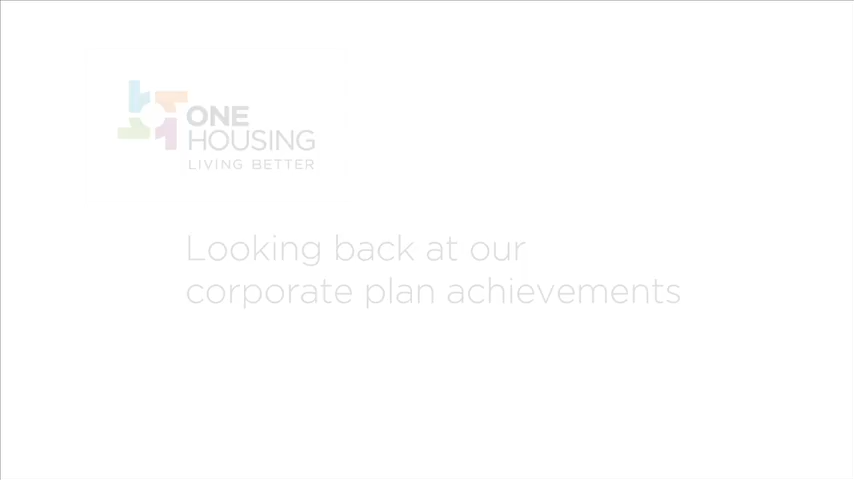 ONE
HOUSING
LIVING BETTER
Looking back at our
corporate plan achievements